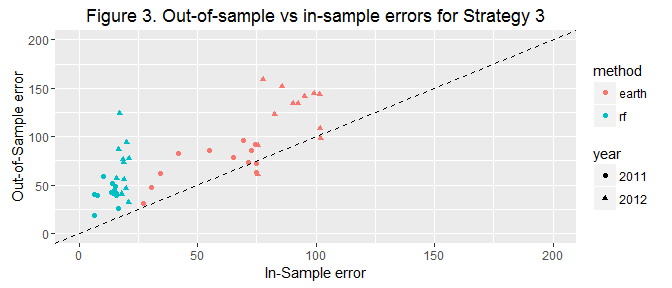 Figure 3. Out-of-sample vs in-sample errors for Strategy 3
Out-of-Sample error
200
150
100
50
0
0 50 100 150 200
In-Sample error
method
earth
rf
year
2011
2012